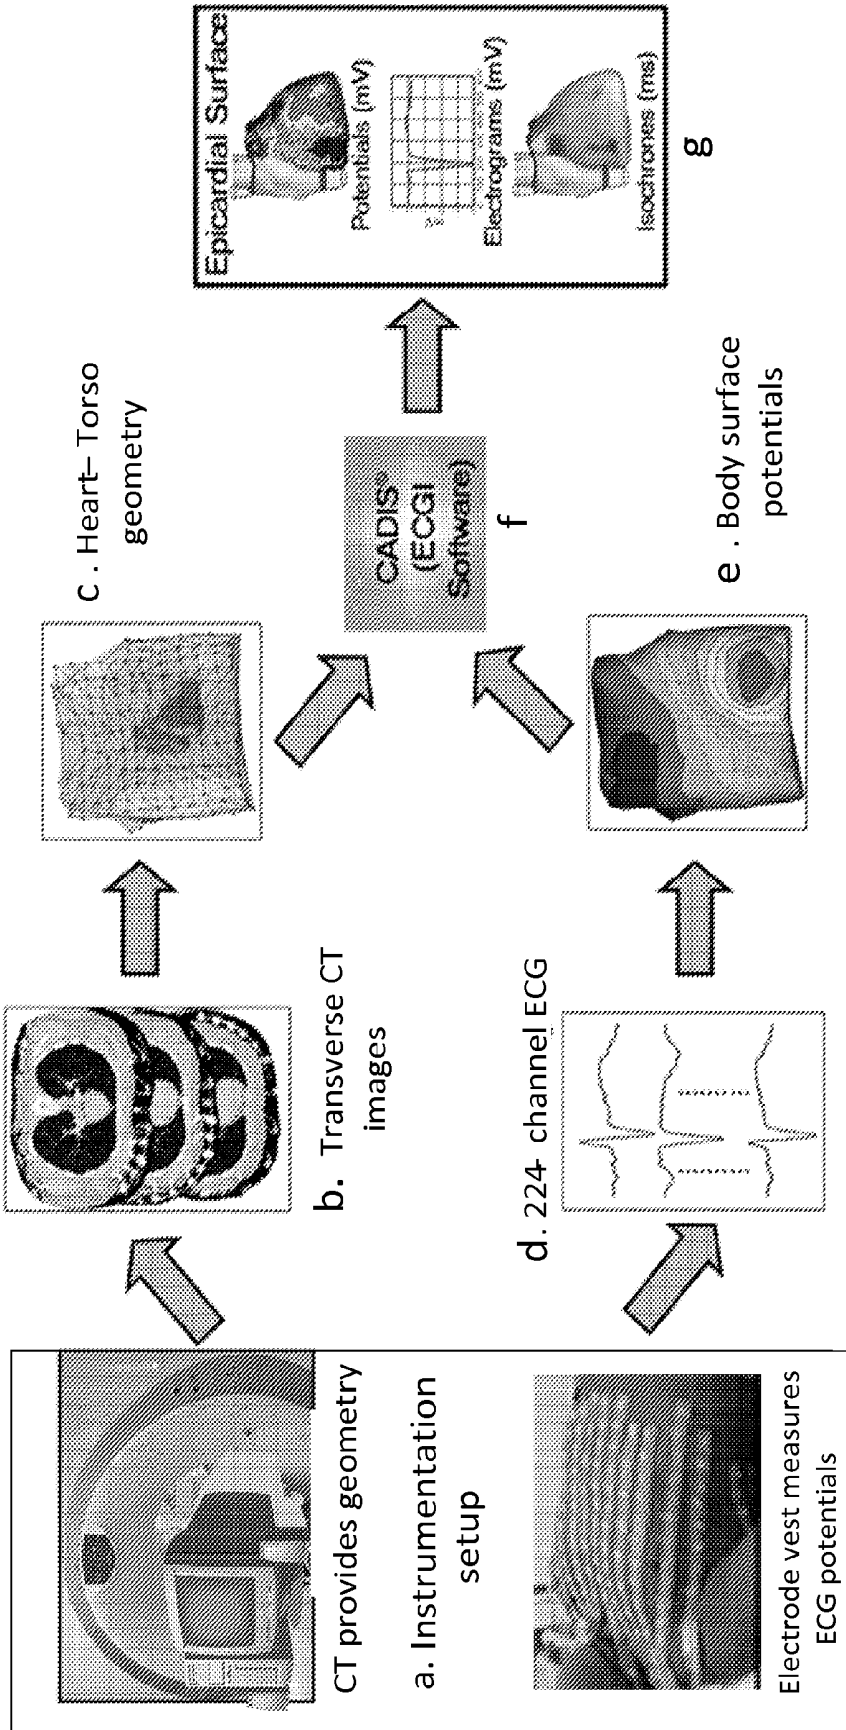 CT provides geometry
a. Instrumentation
setup
Electrode vest measures
ECG potentials
b. Transverse CT
images
c. Heart– Torso
geometry
d. 224- channel ECG
e. Body surface
potentials
CADIS®
(ECGI
Software)
f
Epicardial Surface
Potentials (mV)
Electrograms (mV)
Isochrones (ms)
g